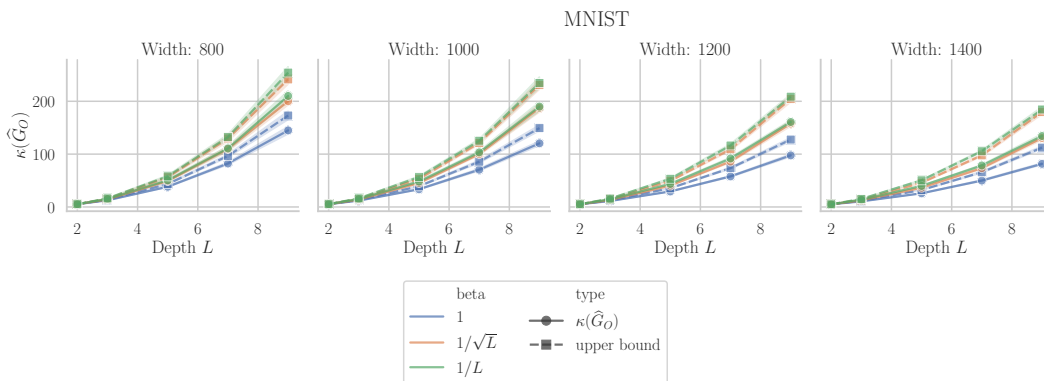 MNIST
Width: 800 Width: 1000 Width: 1200 Width: 1400
κ(Ĝ_O)
200
100
0
2 4 6 8 2 4 6 8 2 4 6 8 2 4 6 8
Depth L Depth L Depth L Depth L
beta type
1 κ(Ĝ_O)
1/√L upper bound
1/L